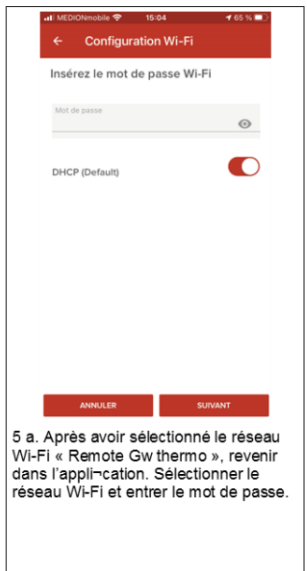 MEDIONmobile 15:04 65 %
← Configuration Wi-Fi
Insérez le mot de passe Wi-Fi
Mot de passe
DHCP (Default)
ANNULER SUIVANT
5 a. Après avoir sélectionné le réseau
Wi-Fi « Remote Gw thermo », revenir
dans l'appli¬cation. Sélectionner le
réseau Wi-Fi et entrer le mot de passe.